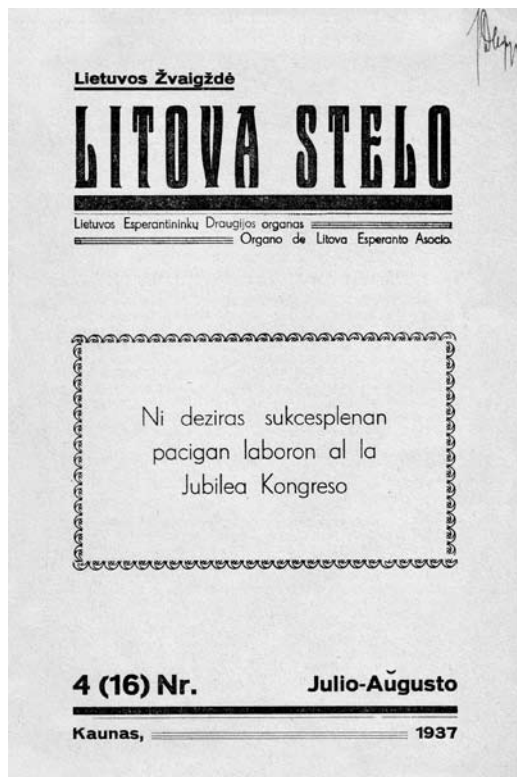 Lietuvos Žvaigždė
LITOVA STELO
Lietuvos Esperantininkų Draugijos organas
Organo de Litova Esperanto Asocio.
Ni deziras sukcesplenan
pacigan laboron al la
Jubilea Kongreso
4 (16) Nr. Julio-Aŭgusto
Kaunas, 1937